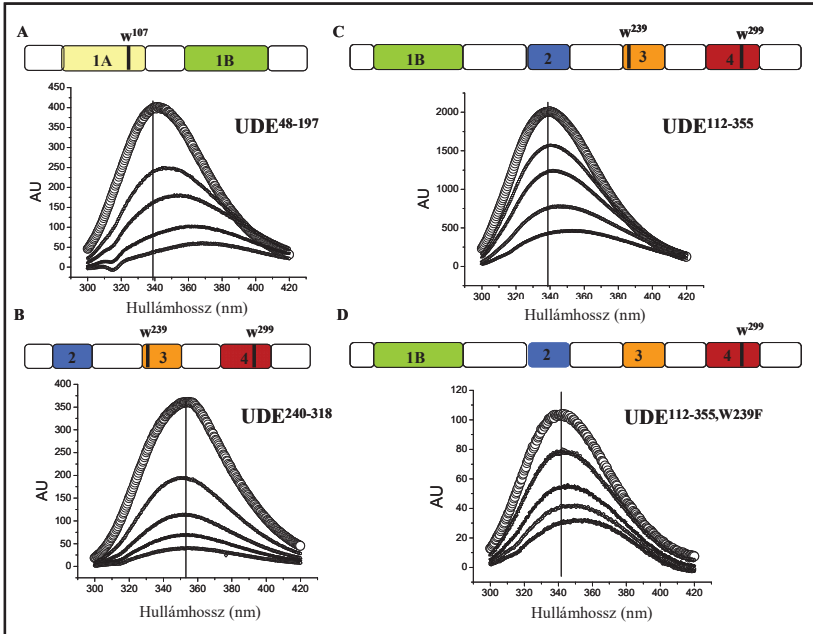 A
w107
1A
1B
UDE48-197
AU
400
350
300
250
200
150
100
50
0
300 320 340 360 380 400 420
Hullámhossz (nm)
B
w239
w299
2
3
4
UDE240-318
AU
400
350
300
250
200
150
100
50
0
300 320 340 360 380 400 420
Hullámhossz (nm)
C
w239
w299
1B
2
3
4
UDE112-355
AU
2000
1500
1000
500
0
300 320 340 360 380 400 420
Hullámhossz (nm)
D
w299
1B
2
3
4
UDE112-355,W239F
AU
120
100
80
60
40
20
0
300 320 340 360 380 400 420
Hullámhossz (nm)